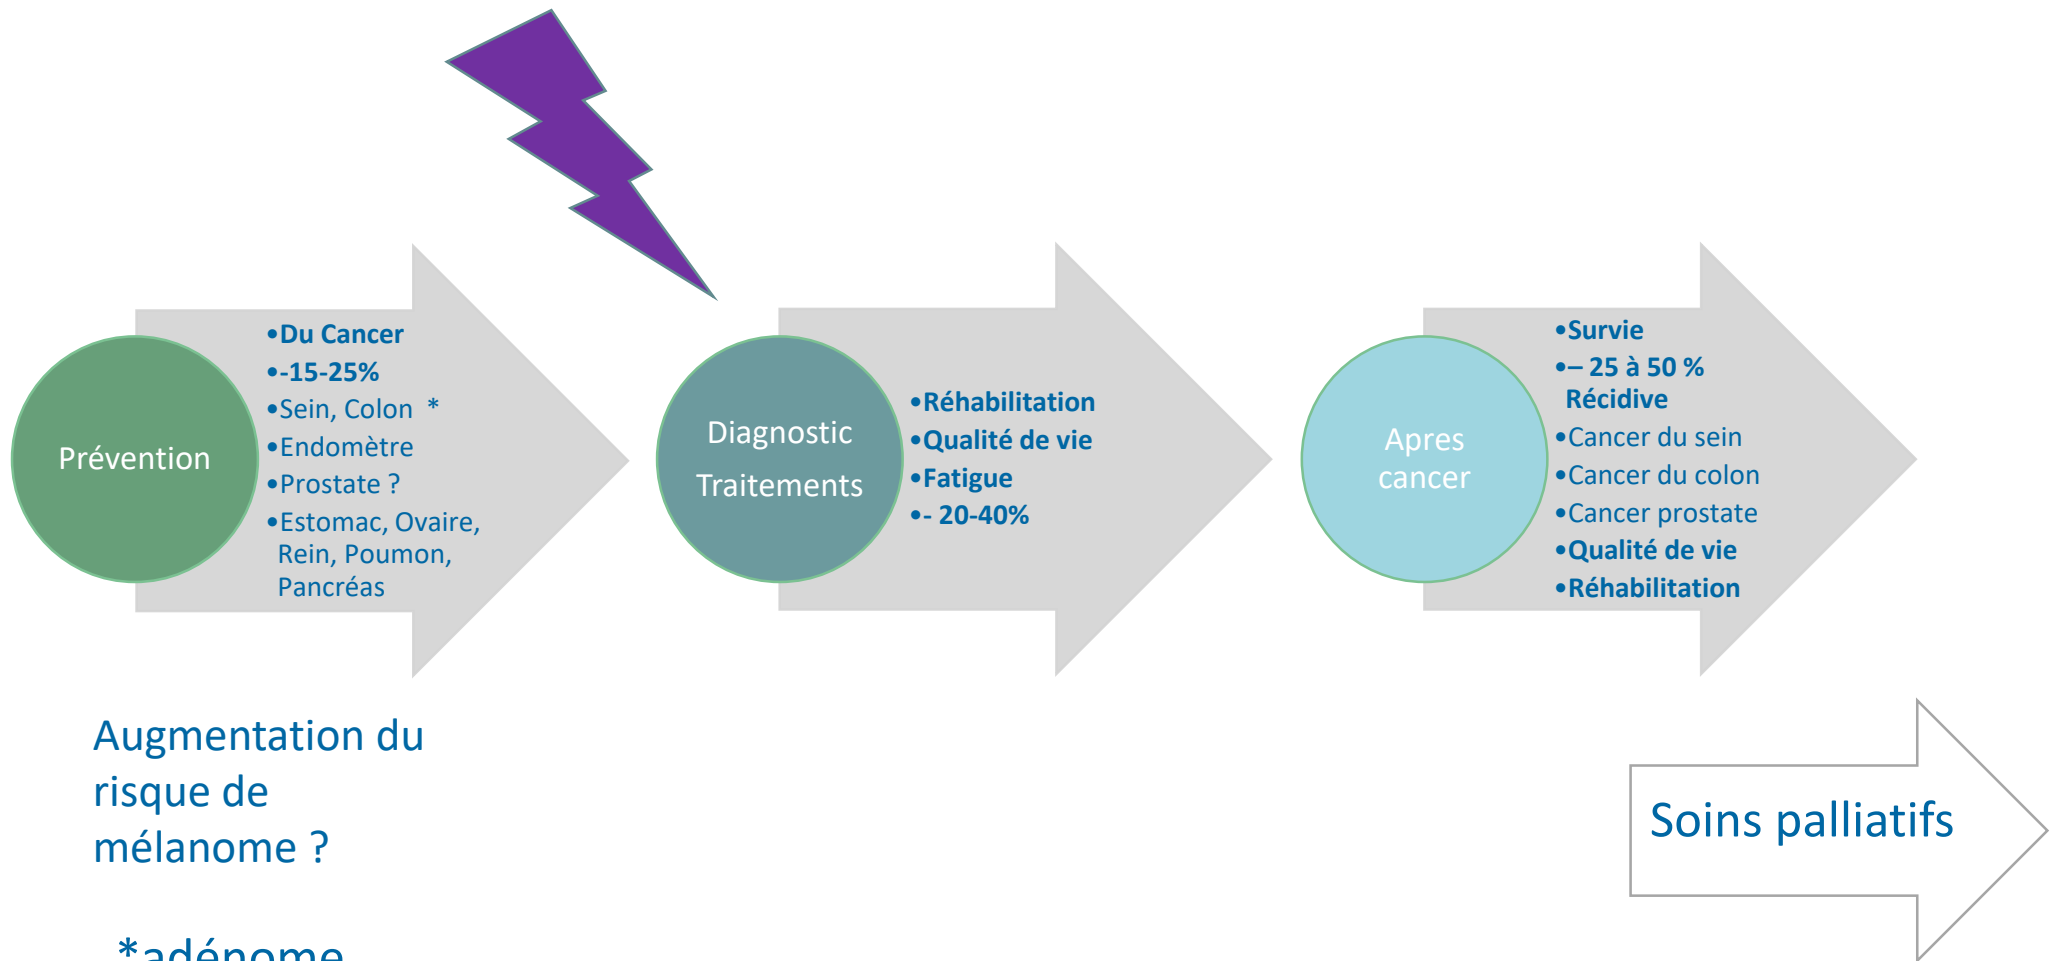 Prévention
•Du Cancer
•-15-25%
•Sein, Colon *
•Endomètre
•Prostate ?
•Estomac, Ovaire,
Rein, Poumon,
Pancréas
Diagnostic
Traitements
•Réhabilitation
•Qualité de vie
•Fatigue
•- 20-40%
Apres
cancer
•Survie
•– 25 à 50 %
Récidive
•Cancer du sein
•Cancer du colon
•Cancer prostate
•Qualité de vie
•Réhabilitation
Augmentation du
risque de
mélanome ?
*adénome
Soins palliatifs